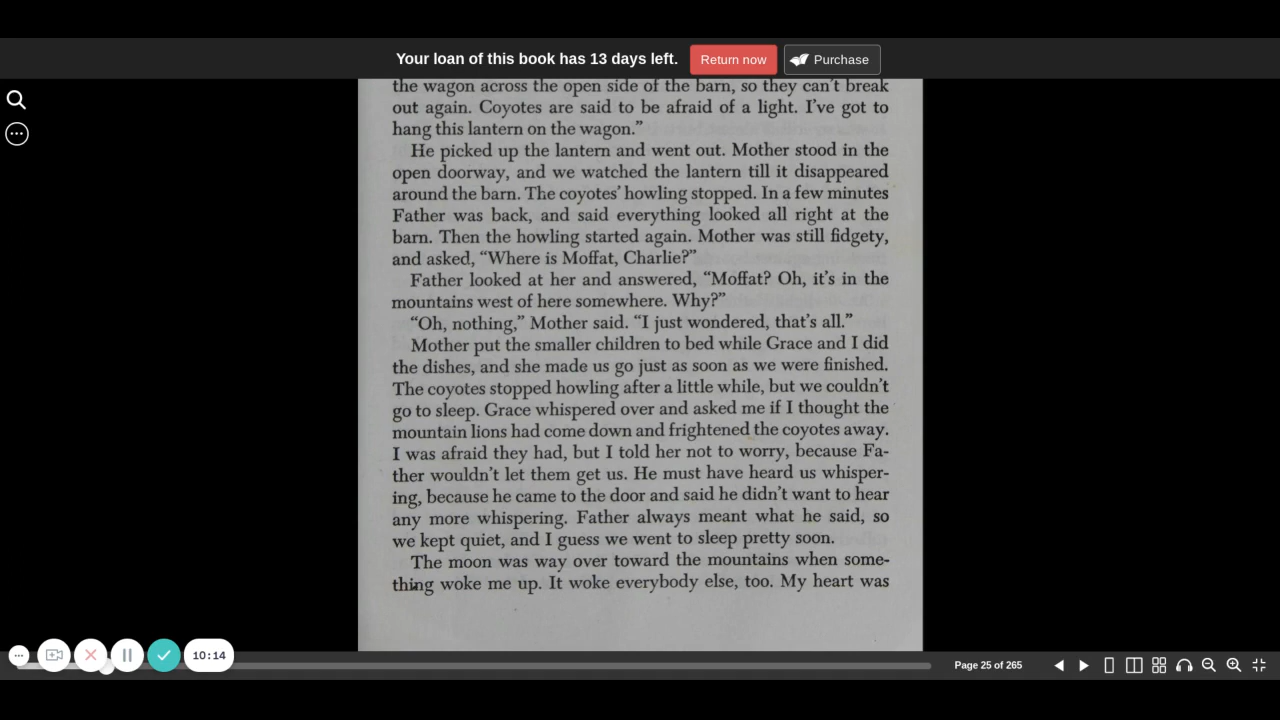 Your loan of this book has 13 days left.
Return now
Purchase
the wagon across the open side of the barn, so they can't break
out again. Coyotes are said to be afraid of a light. I've got to
hang this lantern on the wagon.”
He picked up the lantern and went out. Mother stood in the
open doorway, and we watched the lantern till it disappeared
around the barn. The coyotes' howling stopped. In a few minutes
Father was back, and said everything looked all right at the
barn. Then the howling started again. Mother was still fidgety,
and asked, “Where is Moffat, Charlie?”
Father looked at her and answered, “Moffat? Oh, it's in the
mountains west of here somewhere. Why?”
“Oh, nothing,” Mother said. “I just wondered, that's all.”
Mother put the smaller children to bed while Grace and I did
the dishes, and she made us go just as soon as we were finished.
The coyotes stopped howling after a little while, but we couldn't
go to sleep. Grace whispered over and asked me if I thought the
mountain lions had come down and frightened the coyotes away.
I was afraid they had, but I told her not to worry, because Fa-
ther wouldn't let them get us. He must have heard us whisper-
ing, because he came to the door and said he didn't want to hear
any more whispering. Father always meant what he said, so
we kept quiet, and I guess we went to sleep pretty soon.
The moon was way over toward the mountains when some-
thing woke me up. It woke everybody else, too. My heart was
10:14
Page 25 of 265